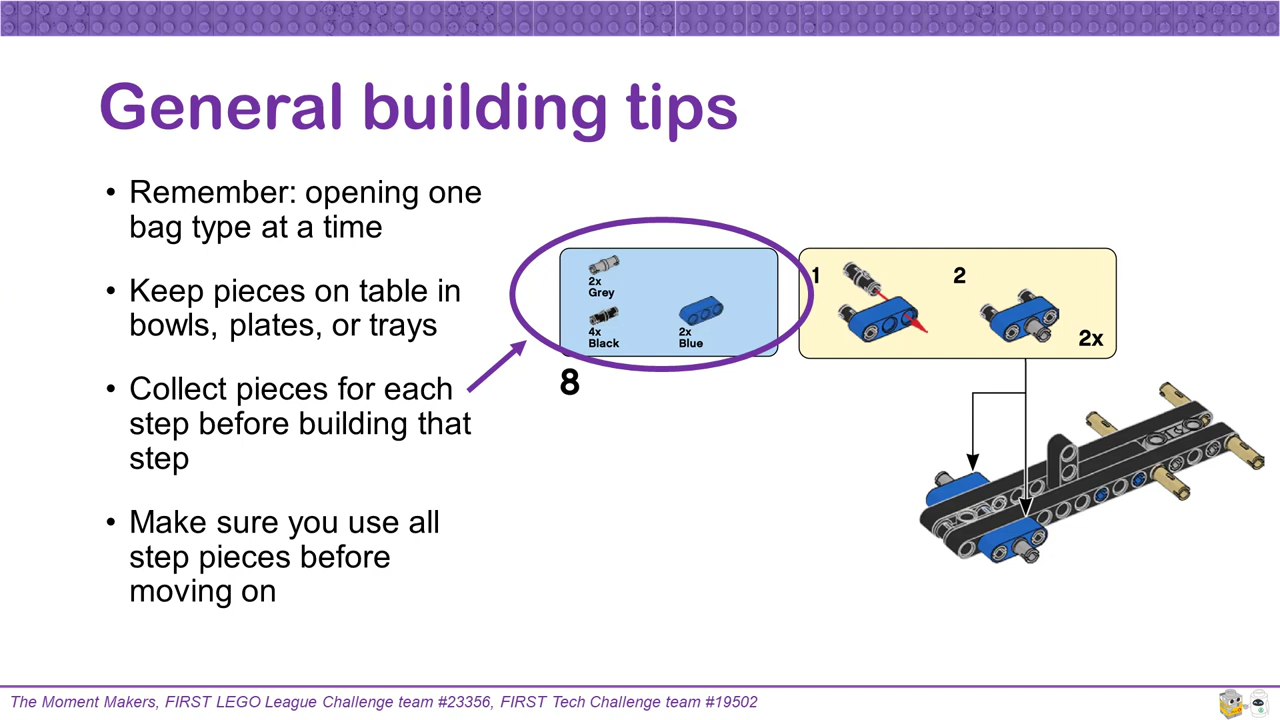 General building tips
• Remember: opening one
bag type at a time
• Keep pieces on table in
bowls, plates, or trays
• Collect pieces for each
step before building that
step
• Make sure you use all
step pieces before
moving on
2x
Grey
4x
Black
2x
Blue
8
1
2
2x
The Moment Makers, FIRST LEGO League Challenge team #23356, FIRST Tech Challenge team #19502